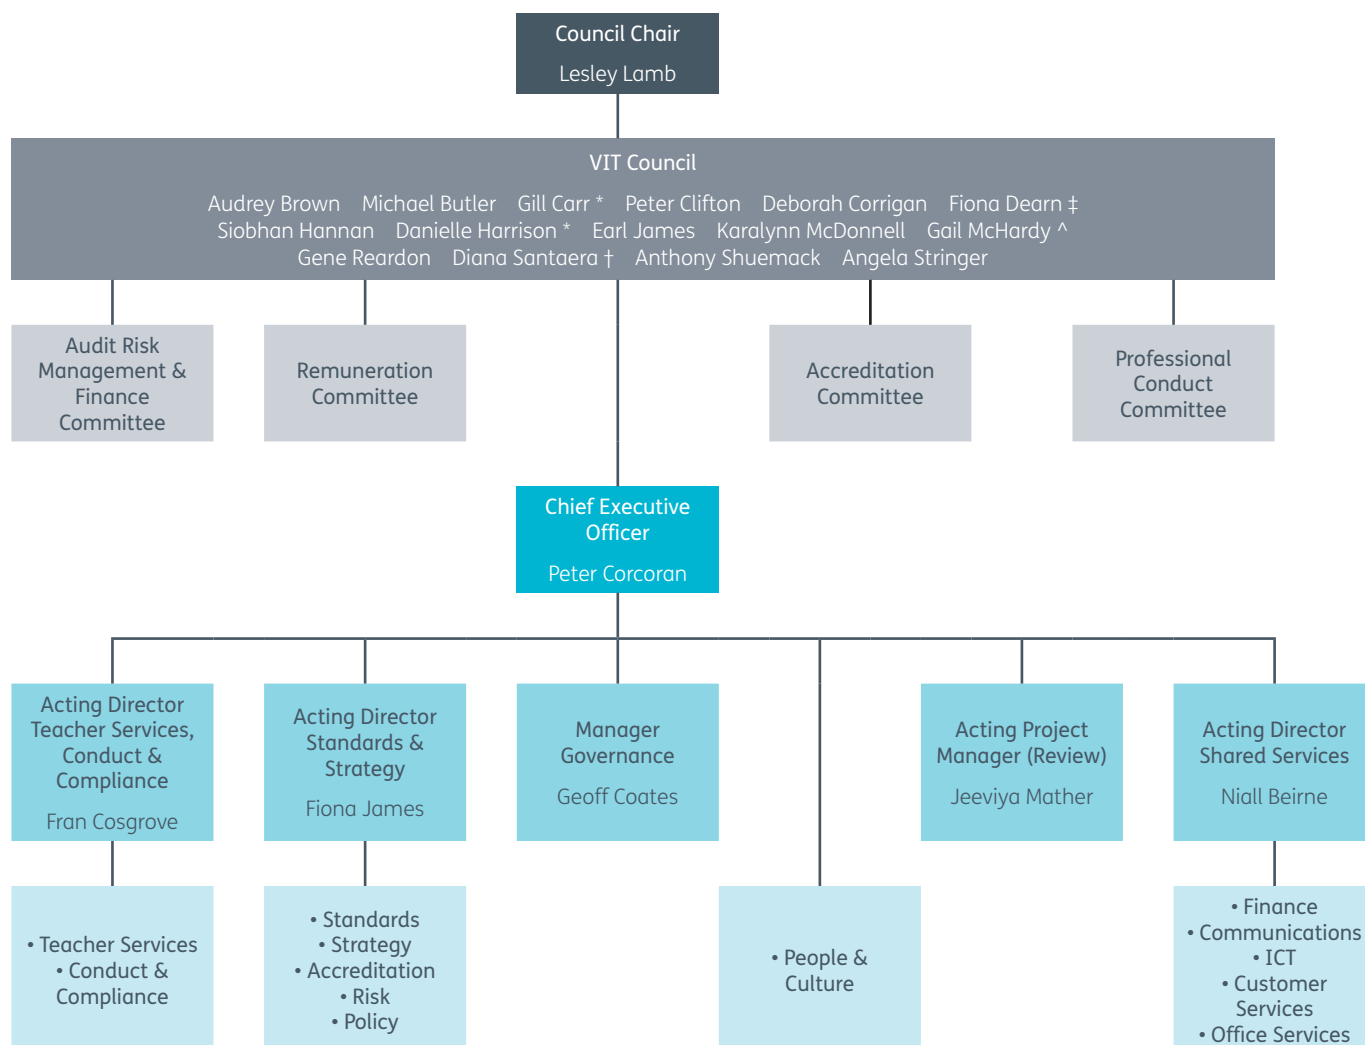 Council Chair
Lesley Lamb
VIT Council
Audrey Brown Michael Butler Gill Carr * Peter Clifton Deborah Corrigan Fiona Dearn ‡
Siobhan Hannan Danielle Harrison * Earl James Karalynn McDonnell Gail McHardy ^
Gene Reardon Diana Santaera † Anthony Shuemack Angela Stringer
Audit Risk
Management &
Finance
Committee
Remuneration
Committee
Accreditation
Committee
Professional
Conduct
Committee
Chief Executive
Officer
Peter Corcoran
Acting Director
Teacher Services,
Conduct &
Compliance
Fran Cosgrove
Acting Director
Standards &
Strategy
Fiona James
Manager
Governance
Geoff Coates
Acting Project
Manager (Review)
Jeeviya Mather
Acting Director
Shared Services
Niall Beirne
• Teacher Services
• Conduct &
Compliance
• Standards
• Strategy
• Accreditation
• Risk
• Policy
• People &
Culture
• Finance
• Communications
• ICT
• Customer
Services
• Office Services